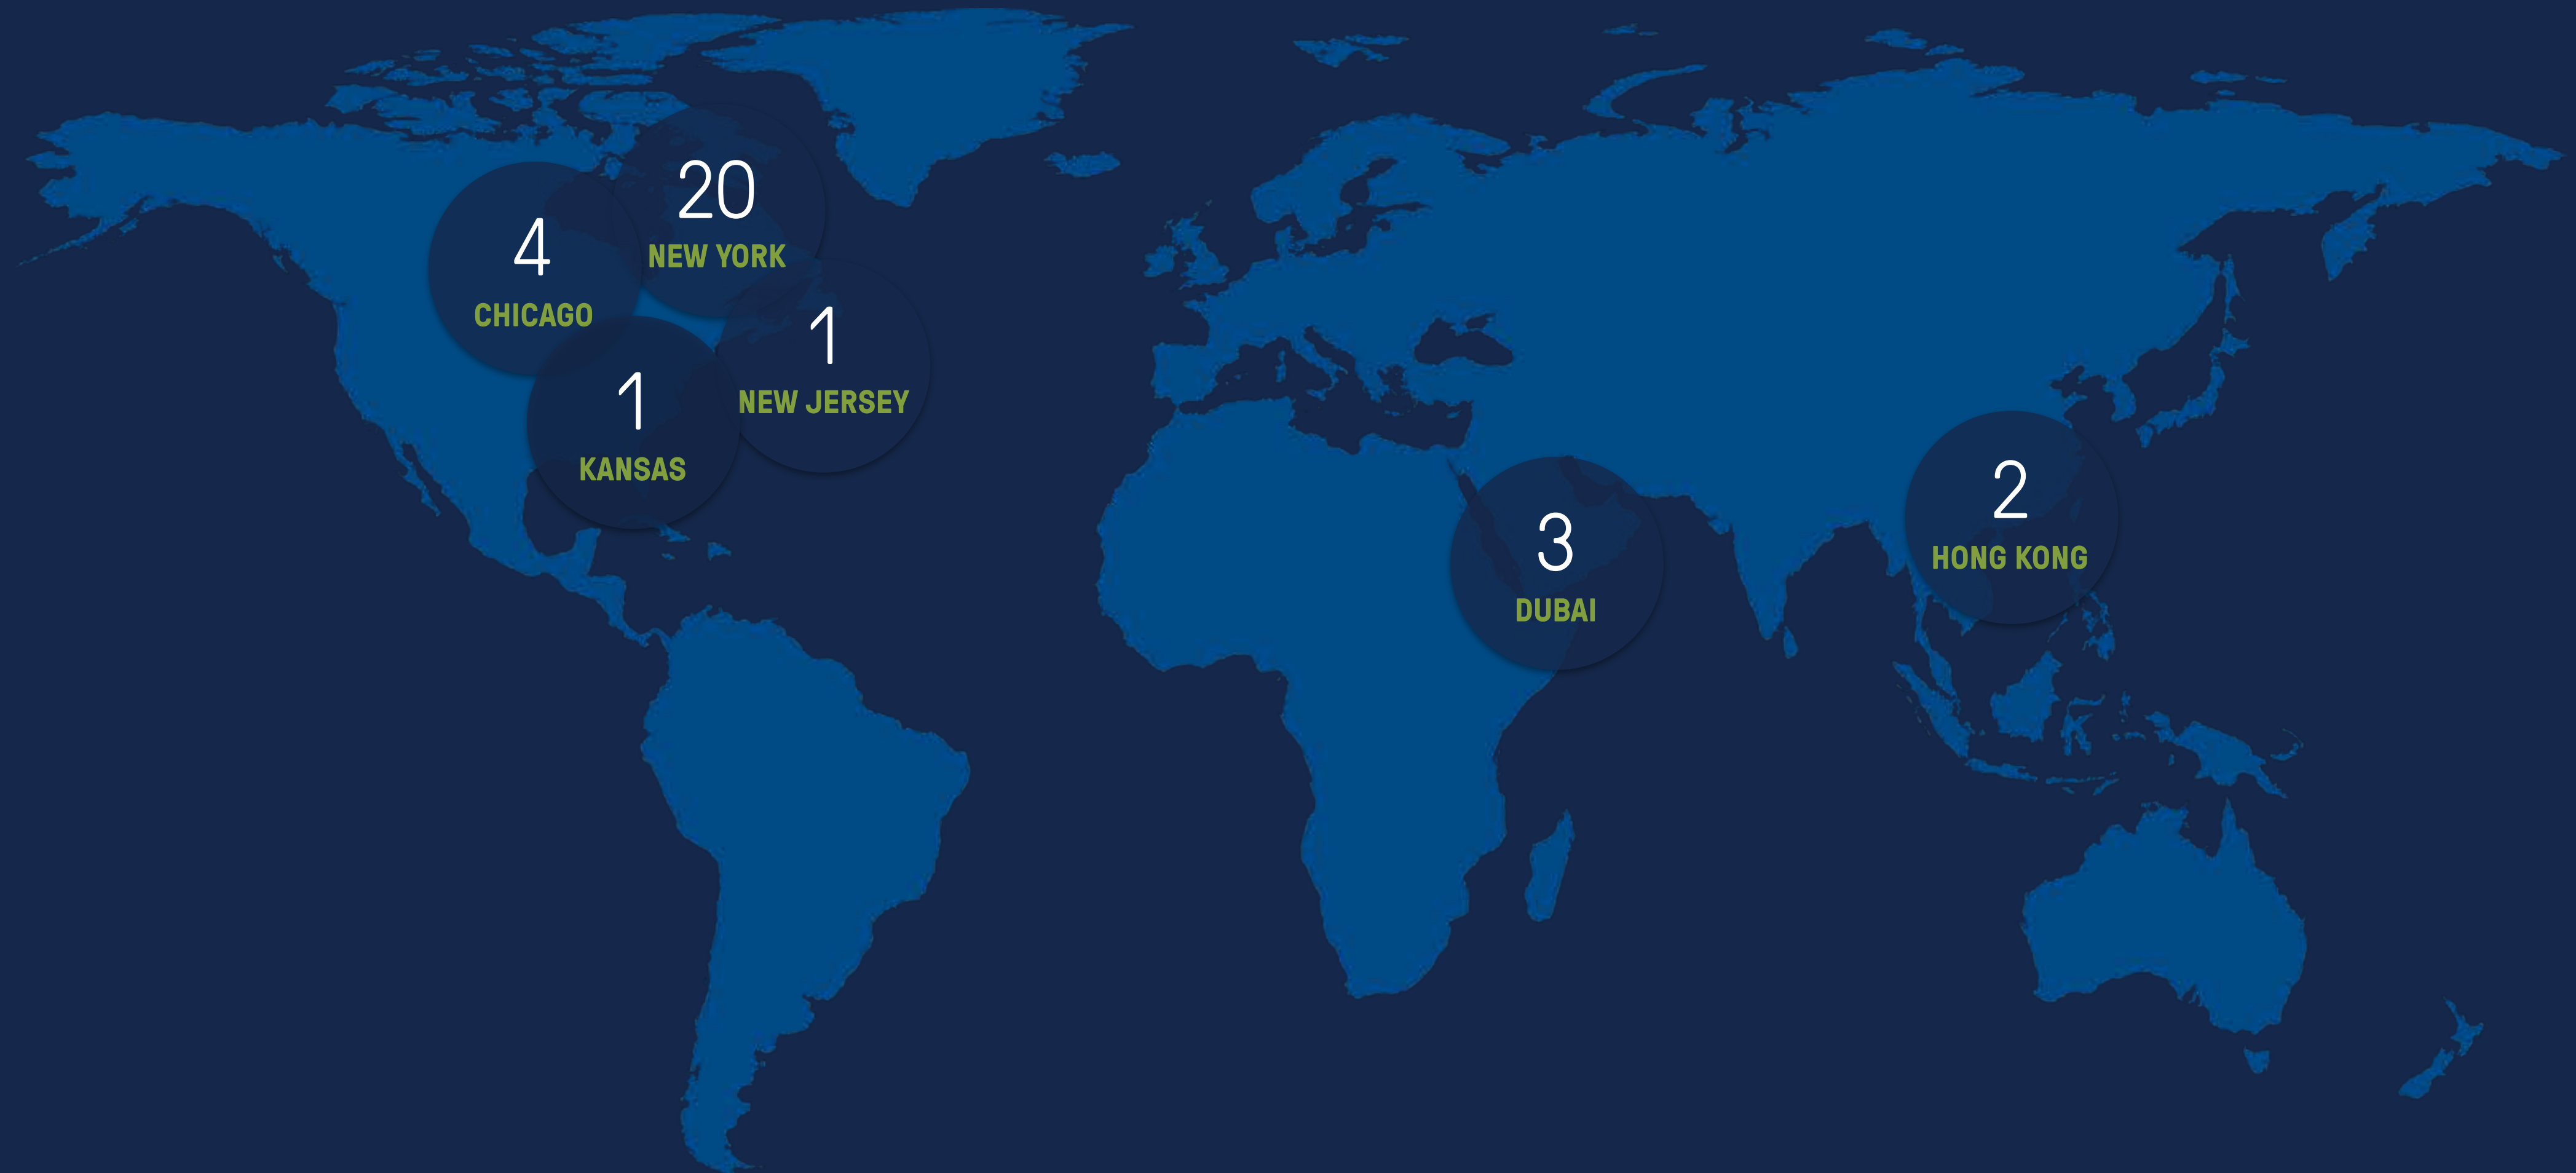 20
NEW YORK
4
CHICAGO
1
NEW JERSEY
1
KANSAS
3
DUBAI
2
HONG KONG